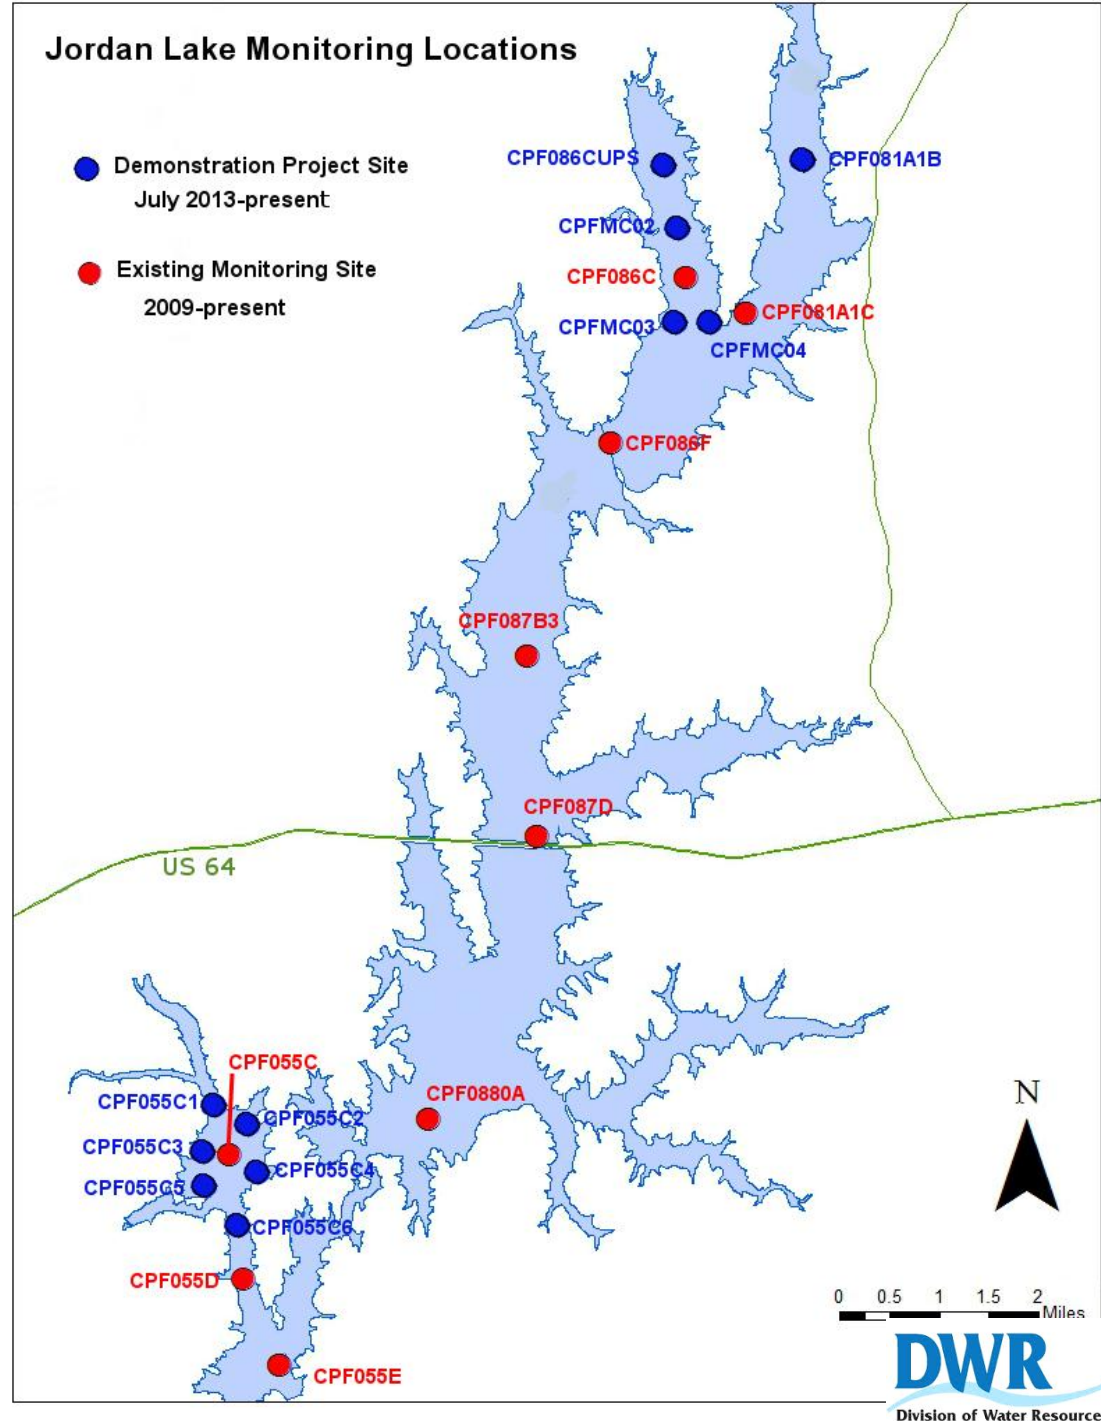 Jordan Lake Monitoring Locations
Demonstration Project Site
July 2013-present
Existing Monitoring Site
2009-present
CPF086CUPS
CPF081A1B
CPFMC02
CPF086C
CPF081A1C
CPFMC03
CPFMC04
CPF086F
CPF087B3
CPF087D
US 64
CPF055C
CPF0880A
CPF055C1
CPF055C2
CPF055C3
CPF055C4
CPF055C5
CPF055C6
CPF055D
CPF055E
N
0 0.5 1 1.5 2
Miles
DWR
Division of Water Resource